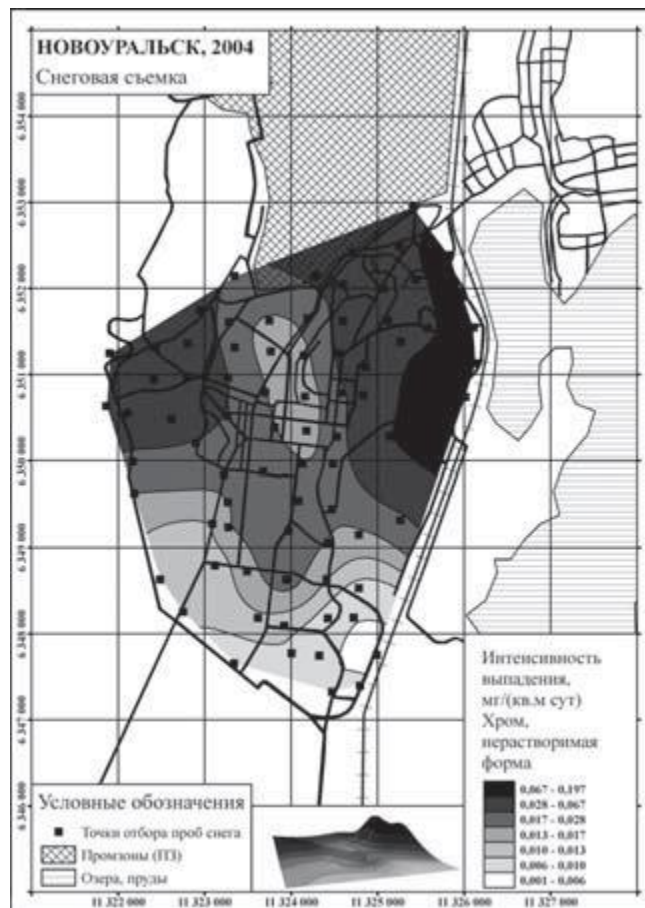 НОВОУРАЛЬСК, 2004
Снеговая съемка
6 354 000
6 353 000
6 352 000
6 351 000
6 350 000
6 349 000
6 348 000
6 347 000
6 346 000
Интенсивность
выпадения,
мг/(кв.м сут)
Хром,
нерастворимая
форма
0,067 - 0,197
0,028 - 0,067
0,017 - 0,028
0,013 - 0,017
0,010 - 0,013
0,006 - 0,010
0,001 - 0,006
Условные обозначения
Точки отбора проб снега
Промзоны (ПЗ)
Озера, пруды
11 322 000
11 323 000
11 324 000
11 325 000
11 326 000
11 327 000